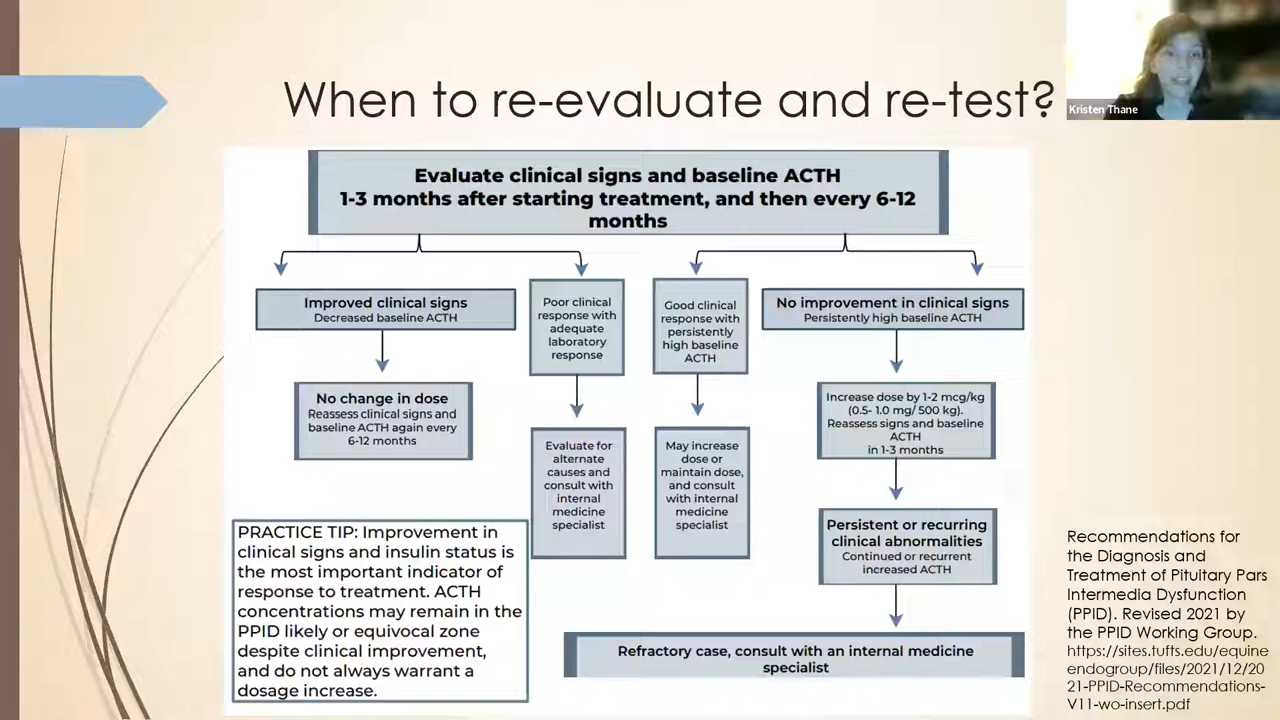 When to re-evaluate and re-test?
Kristen Thane
Evaluate clinical signs and baseline ACTH
1-3 months after starting treatment, and then every 6-12
months
Improved clinical signs
Decreased baseline ACTH
No change in dose
Reassess clinical signs and
baseline ACTH again every
6-12 months
Poor clinical
response with
adequate
laboratory
response
Evaluate for
alternate
causes and
consult with
internal
medicine
specialist
Good clinical
response with
persistently
high baseline
ACTH
May increase
dose or
maintain dose,
and consult
with internal
medicine
specialist
No improvement in clinical signs
Persistently high baseline ACTH
Increase dose by 1-2 mcg/kg
(0.5- 1.0 mg/ 500 kg).
Reassess signs and baseline
ACTH
in 1-3 months
Persistent or recurring
clinical abnormalities
Continued or recurrent
increased ACTH
Refractory case, consult with an internal medicine
specialist
PRACTICE TIP: Improvement in
clinical signs and insulin status is
the most important indicator of
response to treatment. ACTH
concentrations may remain in the
PPID likely or equivocal zone
despite clinical improvement,
and do not always warrant a
dosage increase.
Recommendations for
the Diagnosis and
Treatment of Pituitary Pars
Intermedia Dysfunction
(PPID). Revised 2021 by
the PPID Working Group.
https://sites.tufts.edu/equine
endogroup/files/2021/12/20
21-PPID-Recommendations-
V11-wo-insert.pdf